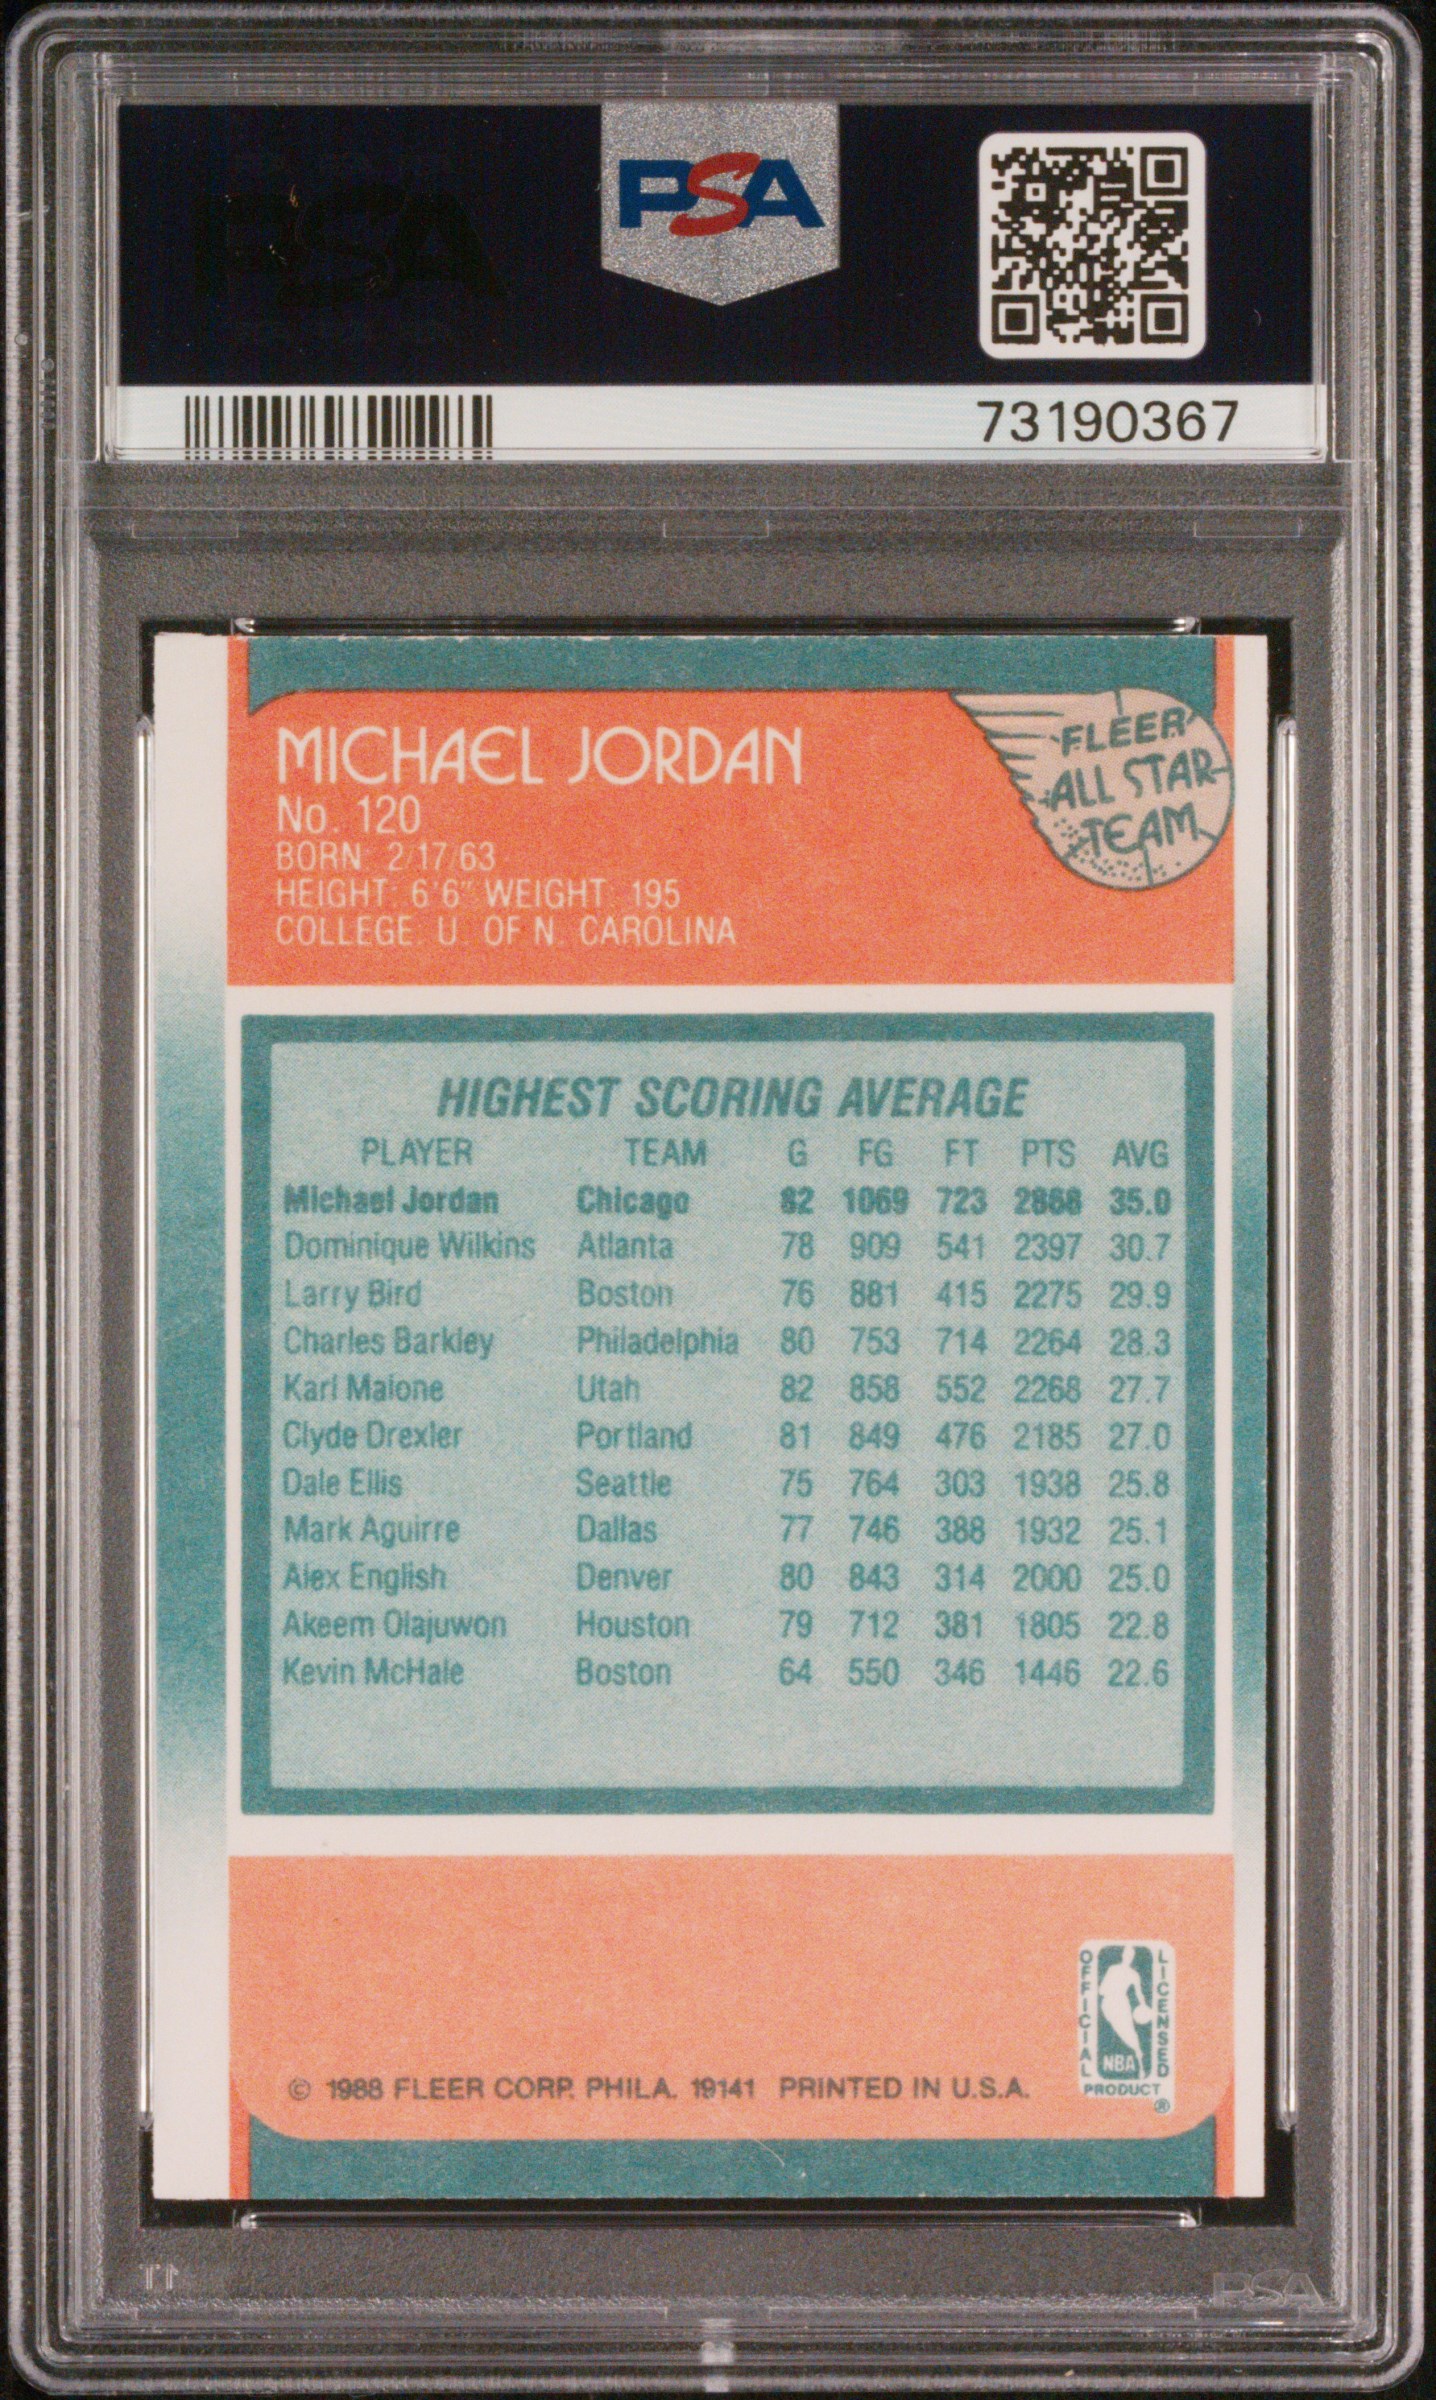 PSA
73190367
MICHAEL JORDAN
No. 120
BORN: 2/17/63
HEIGHT: 6'6" WEIGHT: 195
COLLEGE: U. OF N. CAROLINA
FLEER
ALL STAR
TEAM
HIGHEST SCORING AVERAGE
PLAYER TEAM G FG FT PTS AVG
Michael Jordan Chicago 82 1069 723 2868 35.0
Dominique Wilkins Atlanta 78 909 541 2397 30.7
Larry Bird Boston 76 881 415 2275 29.9
Charles Barkley Philadelphia 80 753 714 2264 28.3
Karl Malone Utah 82 858 552 2268 27.7
Clyde Drexler Portland 81 849 476 2185 27.0
Dale Ellis Seattle 75 764 303 1938 25.8
Mark Aguirre Dallas 77 746 388 1932 25.1
Alex English Denver 80 843 314 2000 25.0
Akeem Olajuwon Houston 79 712 381 1805 22.8
Kevin McHale Boston 64 550 346 1446 22.6
OFFICIAL
LICENSED
NBA
PRODUCT
®
© 1988 FLEER CORP. PHILA. 19141 PRINTED IN U.S.A.
PSA